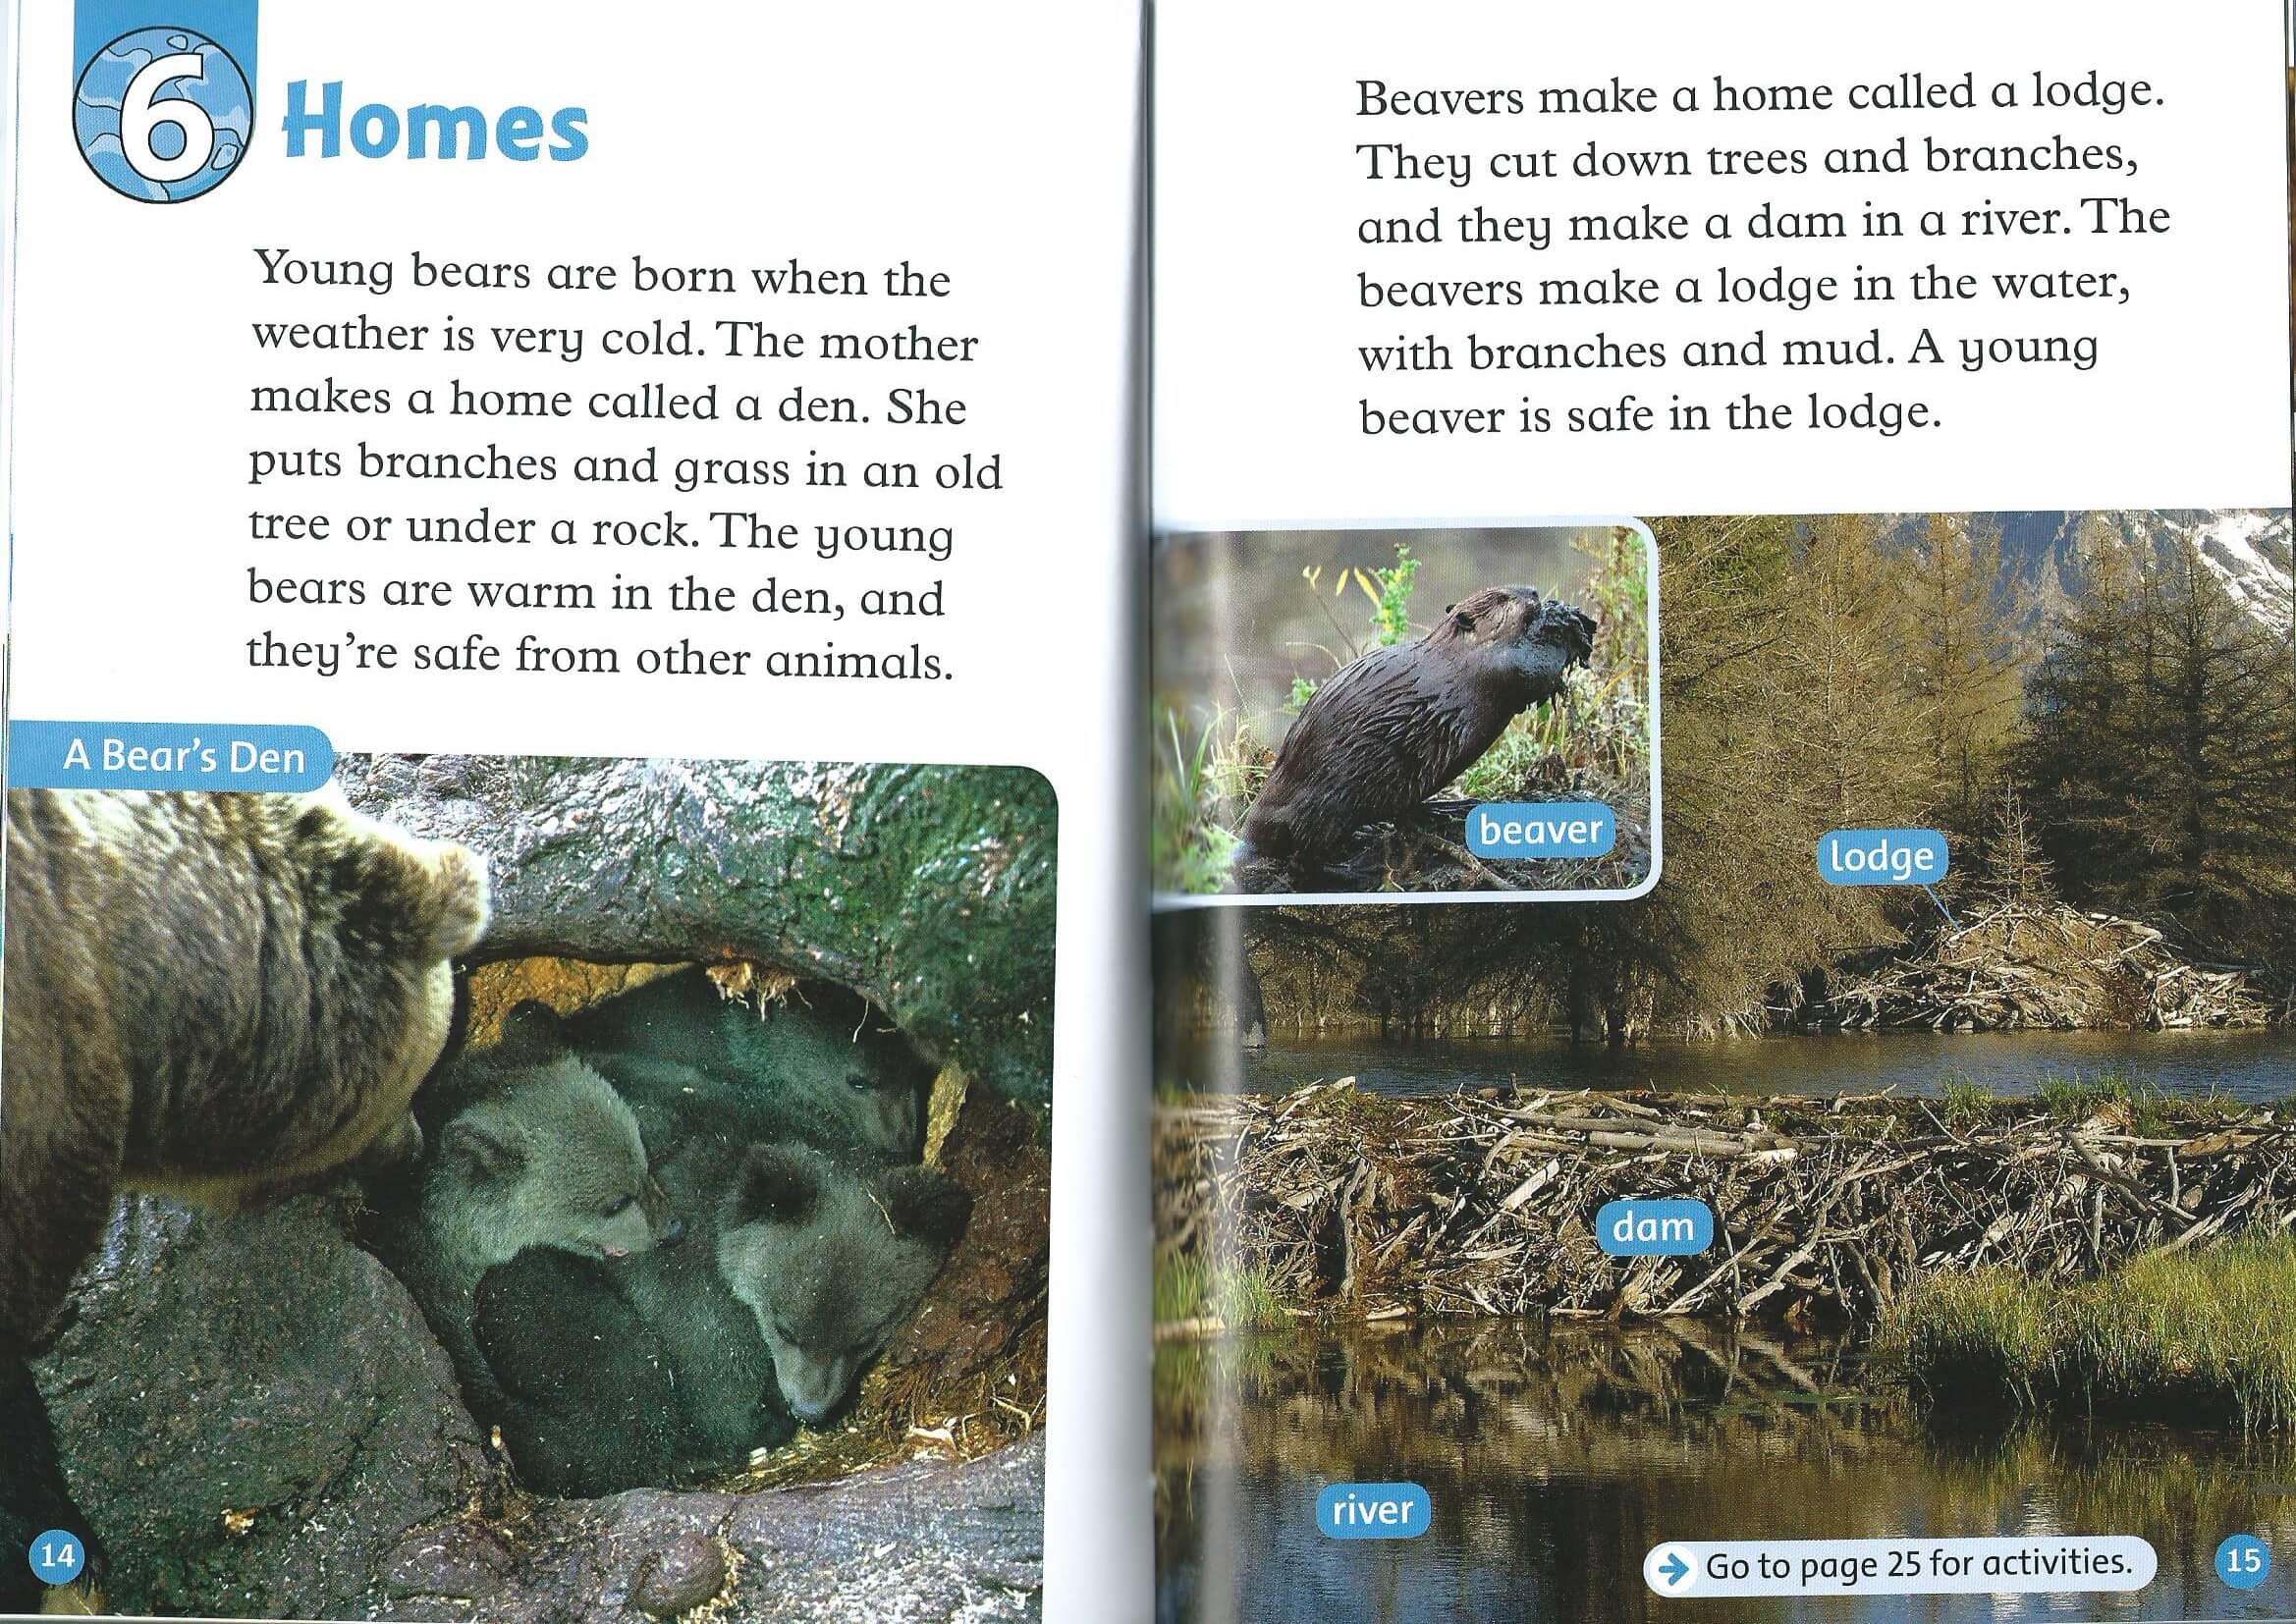 6 Homes
Young bears are born when the
weather is very cold. The mother
makes a home called a den. She
puts branches and grass in an old
tree or under a rock. The young
bears are warm in the den, and
they're safe from other animals.
A Bear's Den
14
Beavers make a home called a lodge.
They cut down trees and branches,
and they make a dam in a river. The
beavers make a lodge in the water,
with branches and mud. A young
beaver is safe in the lodge.
beaver
lodge
dam
river
Go to page 25 for activities.
15